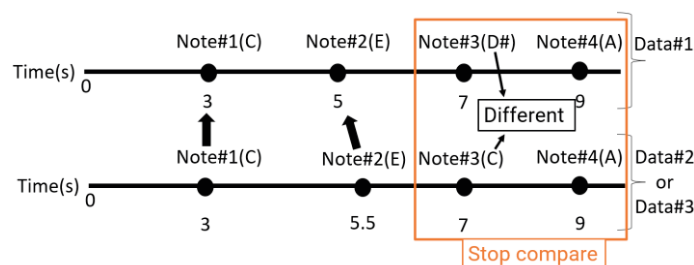 Note#1(C) Note#2(E) Note#3(D#) Note#4(A)
Data#1
Time(s)
0 3 5 7 9
Different
Note#1(C) Note#2(E) Note#3(C) Note#4(A)
Data#2
or
Data#3
Time(s)
0 3 5.5 7 9
Stop compare